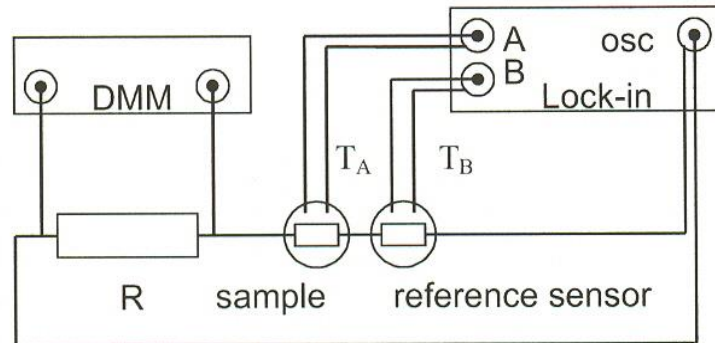 A
osc
B
DMM
Lock-in
T_A
T_B
R
sample
reference sensor